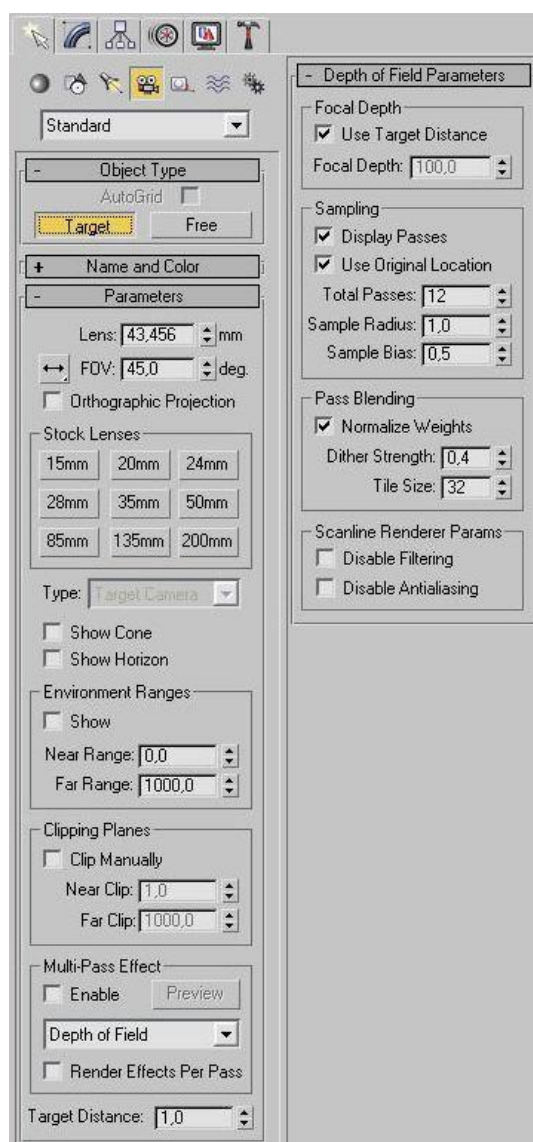 Standard
- Object Type
AutoGrid
Target Free
+ Name and Color
- Parameters
Lens: 43,456 mm
FOV: 45,0 deg.
Orthographic Projection
Stock Lenses
15mm 20mm 24mm
28mm 35mm 50mm
85mm 135mm 200mm
Type: Target Camera
Show Cone
Show Horizon
Environment Ranges
Show
Near Range: 0,0
Far Range: 1000,0
Clipping Planes
Clip Manually
Near Clip: 1,0
Far Clip: 1000,0
Multi-Pass Effect
Enable Preview
Depth of Field
Render Effects Per Pass
Target Distance: 1,0
- Depth of Field Parameters
Focal Depth
Use Target Distance
Focal Depth: 100,0
Sampling
Display Passes
Use Original Location
Total Passes: 12
Sample Radius: 1,0
Sample Bias: 0,5
Pass Blending
Normalize Weights
Dither Strength: 0,4
Tile Size: 32
Scanline Renderer Params
Disable Filtering
Disable Antialiasing